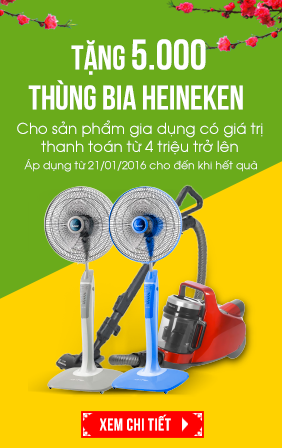 TẶNG 5.000
THÙNG BIA HEINEKEN
Cho sản phẩm gia dụng có giá trị
thanh toán từ 4 triệu trở lên
Áp dụng từ 21/01/2016 cho đến khi hết quà
XEM CHI TIẾT